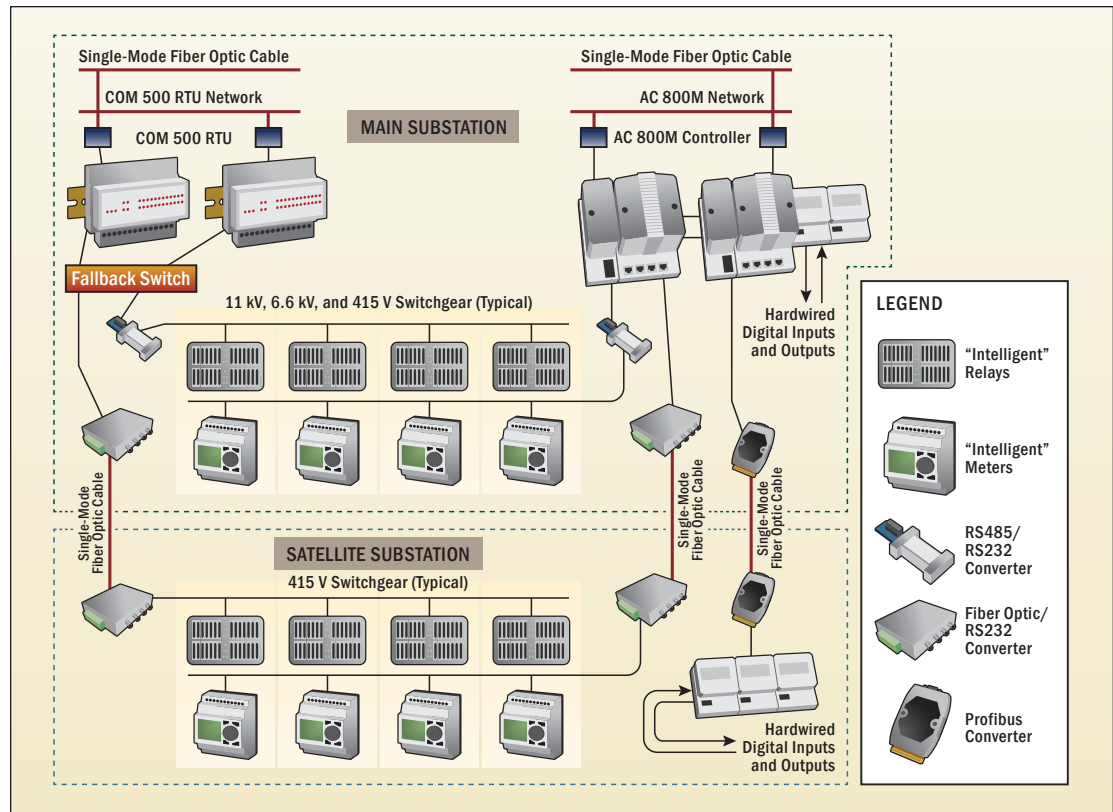 Single-Mode Fiber Optic Cable
COM 500 RTU Network
COM 500 RTU
MAIN SUBSTATION
Single-Mode Fiber Optic Cable
AC 800M Network
AC 800M Controller
Fallback Switch
11 kV, 6.6 kV, and 415 V Switchgear (Typical)
Hardwired
Digital Inputs
and Outputs
Single-Mode
Fiber Optic Cable
Single-Mode
Fiber Optic Cable
Single-Mode
Fiber Optic Cable
SATELLITE SUBSTATION
415 V Switchgear (Typical)
Hardwired
Digital Inputs
and Outputs
LEGEND
“Intelligent”
Relays
“Intelligent”
Meters
RS485/
RS232
Converter
Fiber Optic/
RS232
Converter
Profibus
Converter